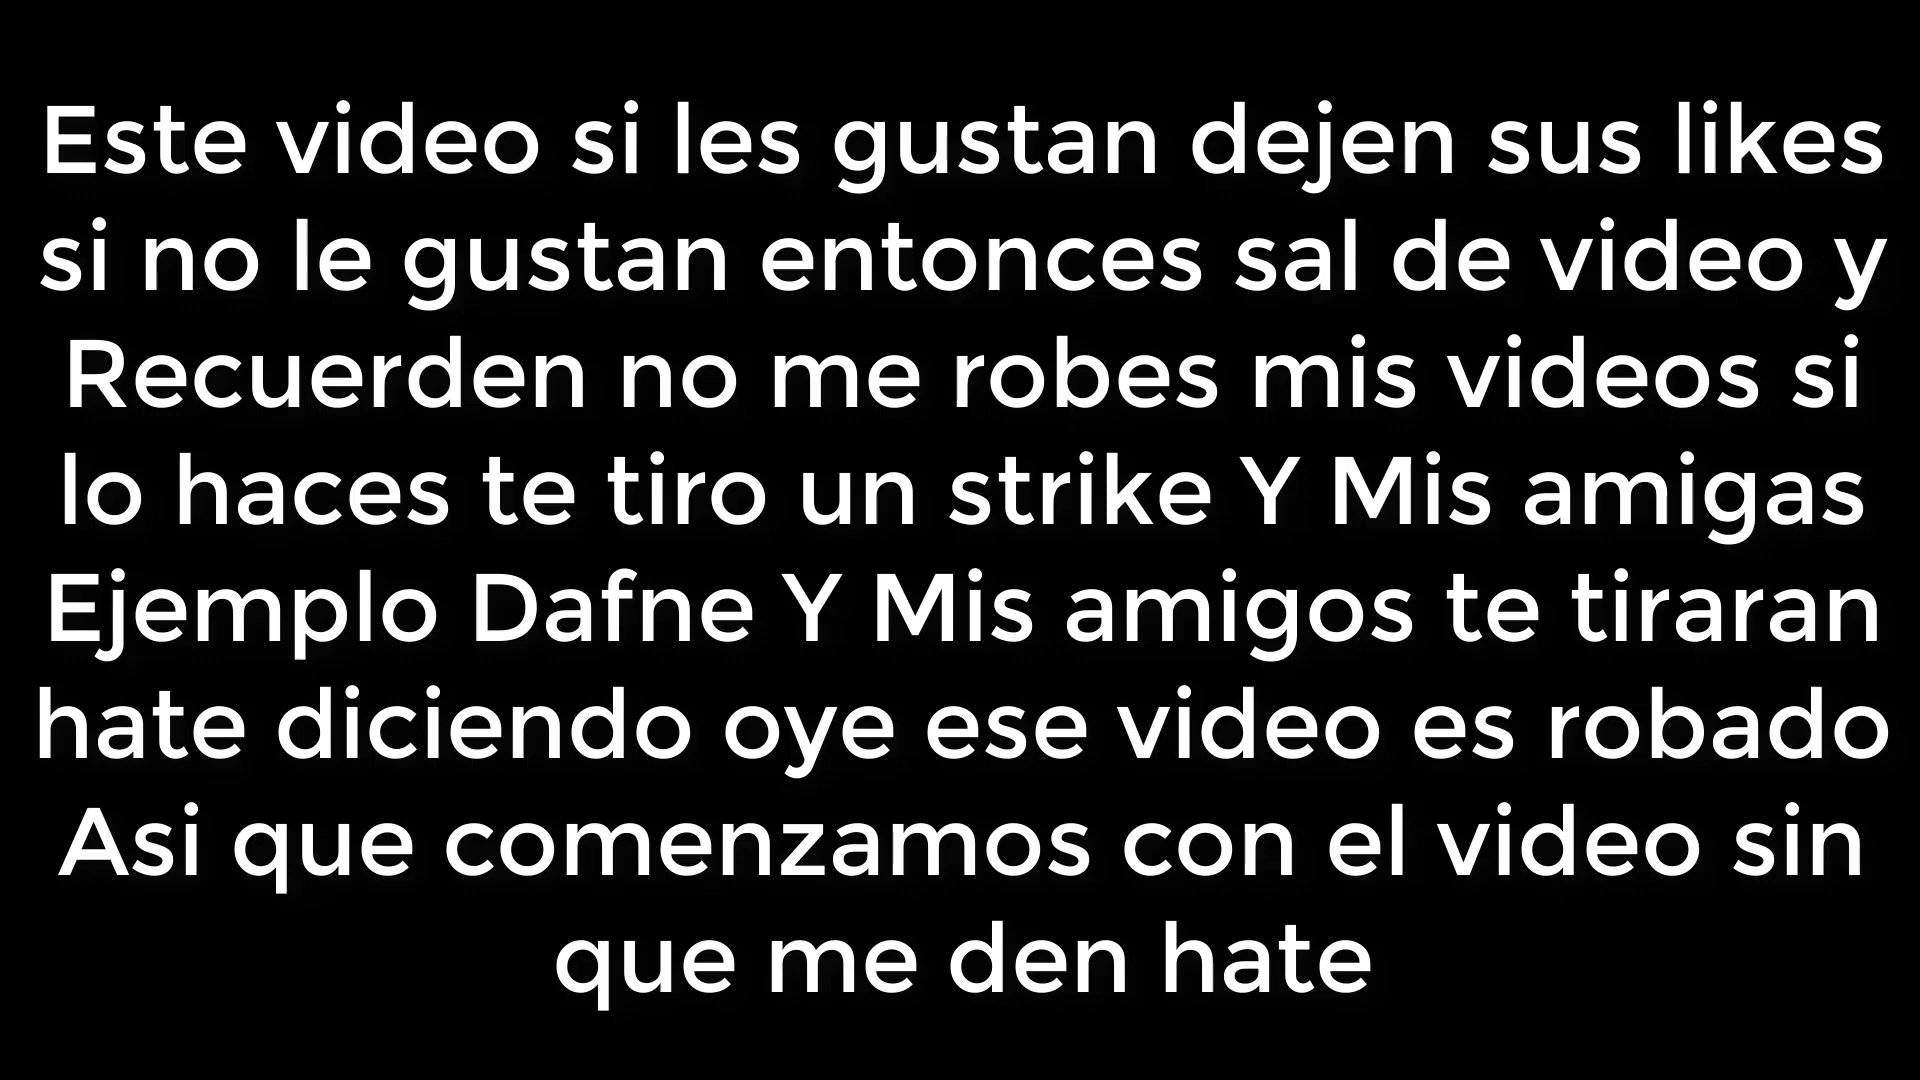 Este video si les gustan dejen sus likes
si no le gustan entonces sal de video y
Recuerden no me robes mis videos si
lo haces te tiro un strike Y Mis amigas
Ejemplo Dafne Y Mis amigos te tiraran
hate diciendo oye ese video es robado
Asi que comenzamos con el video sin
que me den hate